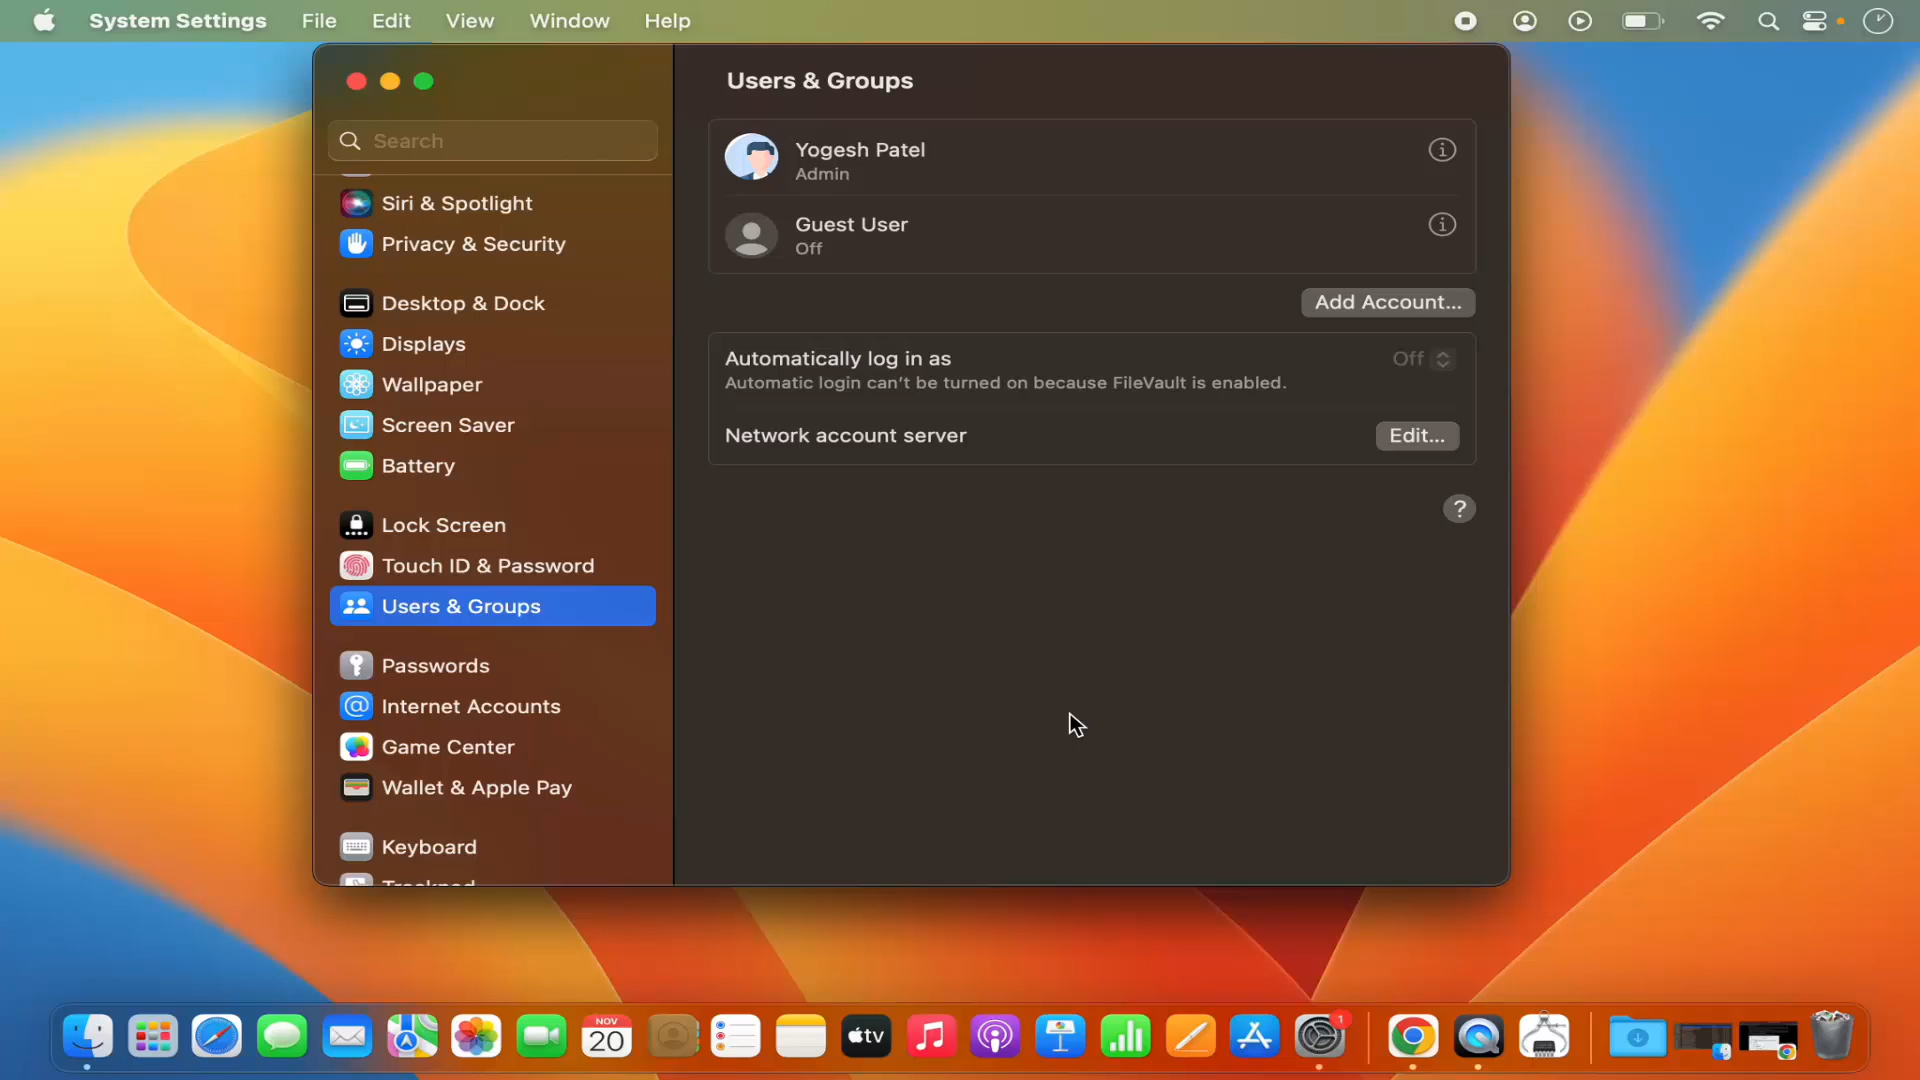 System Settings File Edit View Window Help
Users & Groups
Search
Siri & Spotlight
Privacy & Security
Desktop & Dock
Displays
Wallpaper
Screen Saver
Battery
Lock Screen
Touch ID & Password
Users & Groups
Passwords
Internet Accounts
Game Center
Wallet & Apple Pay
Keyboard
Trackpad
Yogesh Patel
Admin
Guest User
Off
Add Account...
Automatically log in as Off
Automatic login can't be turned on because FileVault is enabled.
Network account server Edit...
?
NOV
20
tv
1